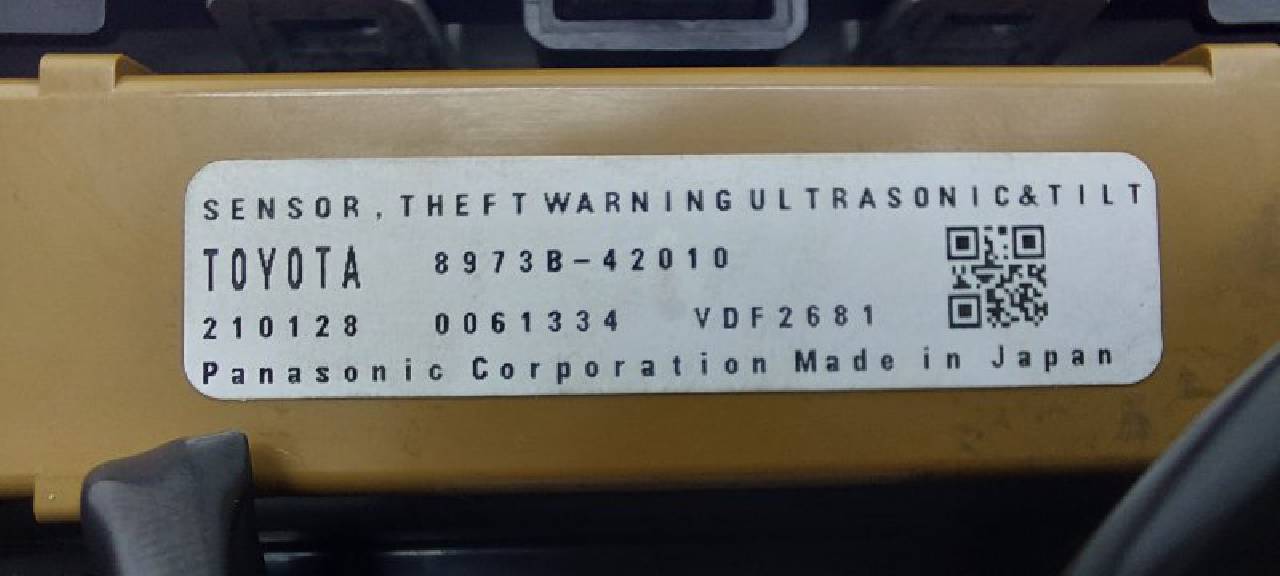 SENSOR, THEFT WARNING ULTRASONIC&TILT
TOYOTA 8973B-42010
210128 0061334 VDF2681
Panasonic Corporation Made in Japan